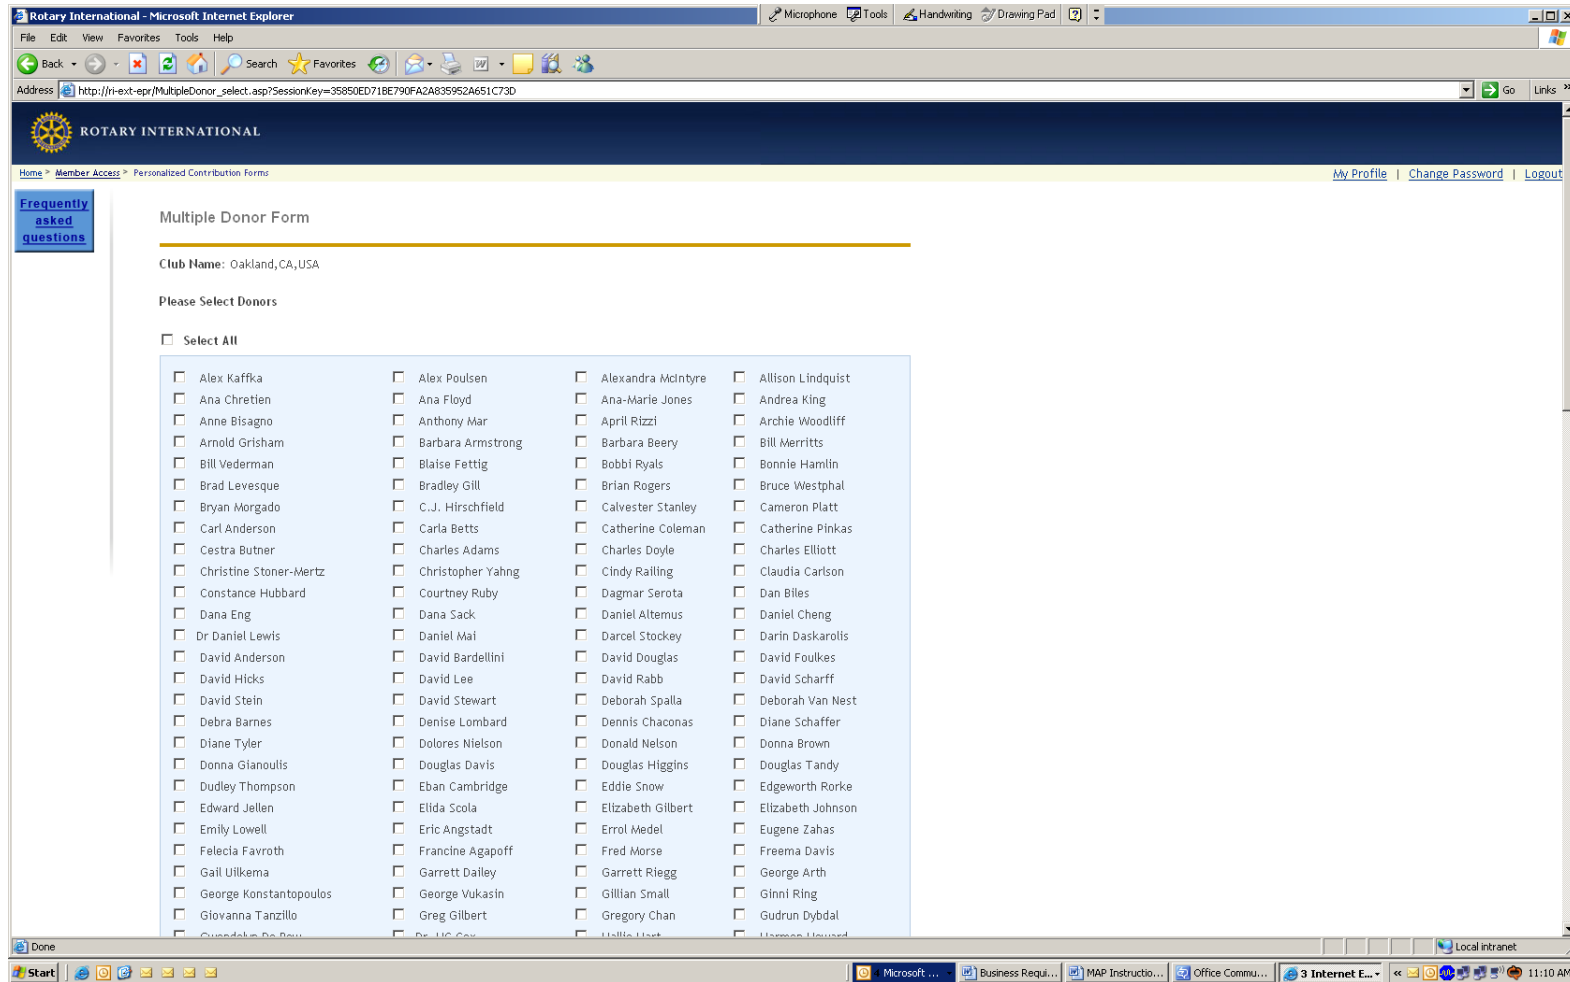 Rotary International - Microsoft Internet Explorer
Microphone Tools Handwriting Drawing Pad
File Edit View Favorites Tools Help
Back Search Favorites
Address http://ri-ext-epr/MultipleDonor_select.asp?SessionKey=35850ED71BE790FA2A835952A651C73D Go Links »
ROTARY INTERNATIONAL
Home > Member Access > Personalized Contribution Forms My Profile | Change Password | Logout
Frequently
asked
questions
Multiple Donor Form
Club Name: Oakland,CA,USA
Please Select Donors
Select All
Alex Kaffka Alex Poulsen Alexandra McIntyre Allison Lindquist
Ana Chretien Ana Floyd Ana-Marie Jones Andrea King
Anne Bisagno Anthony Mar April Rizzi Archie Woodliff
Arnold Grisham Barbara Armstrong Barbara Beery Bill Merritts
Bill Vederman Blaise Fettig Bobbi Ryals Bonnie Hamlin
Brad Levesque Bradley Gill Brian Rogers Bruce Westphal
Bryan Morgado C.J. Hirschfield Calvester Stanley Cameron Platt
Carl Anderson Carla Betts Catherine Coleman Catherine Pinkas
Cestra Butner Charles Adams Charles Doyle Charles Elliott
Christine Stoner-Mertz Christopher Yahng Cindy Railing Claudia Carlson
Constance Hubbard Courtney Ruby Dagmar Serota Dan Biles
Dana Eng Dana Sack Daniel Altemus Daniel Cheng
Dr Daniel Lewis Daniel Mai Darcel Stockey Darin Daskarolis
David Anderson David Bardellini David Douglas David Foulkes
David Hicks David Lee David Rabb David Scharff
David Stein David Stewart Deborah Spalla Deborah Van Nest
Debra Barnes Denise Lombard Dennis Chaconas Diane Schaffer
Diane Tyler Dolores Nielson Donald Nelson Donna Brown
Donna Gianoulis Douglas Davis Douglas Higgins Douglas Tandy
Dudley Thompson Eban Cambridge Eddie Snow Edgeworth Rorke
Edward Jellen Elida Scola Elizabeth Gilbert Elizabeth Johnson
Emily Lowell Eric Angstadt Errol Medel Eugene Zahas
Felecia Favroth Francine Agapoff Fred Morse Freema Davis
Gail Uilkema Garrett Dailey Garrett Riegg George Arth
George Konstantopoulos George Vukasin Gillian Small Ginni Ring
Giovanna Tanzillo Greg Gilbert Gregory Chan Gudrun Dybdal
Done Local intranet
Start Microsoft ... Business Requi... MAP Instructio... Office Commu... 3 Internet E... « 11:10 AM